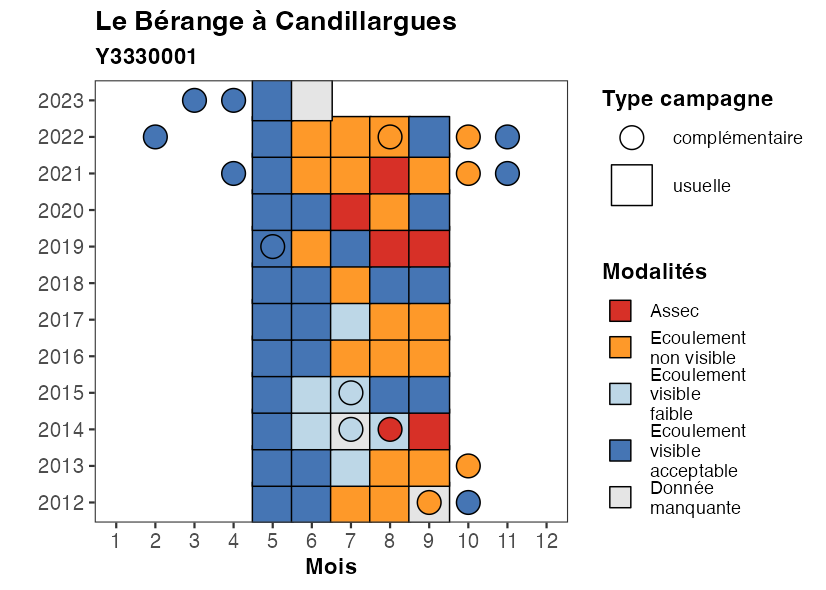 Le Bérange à Candillargues
Y3330001
2023
2022
2021
2020
2019
2018
2017
2016
2015
2014
2013
2012
1 2 3 4 5 6 7 8 9 10 11 12
Mois
Type campagne
complémentaire
usuelle
Modalités
Assec
Ecoulement
non visible
Ecoulement
visible
faible
Ecoulement
visible
acceptable
Donnée
manquante